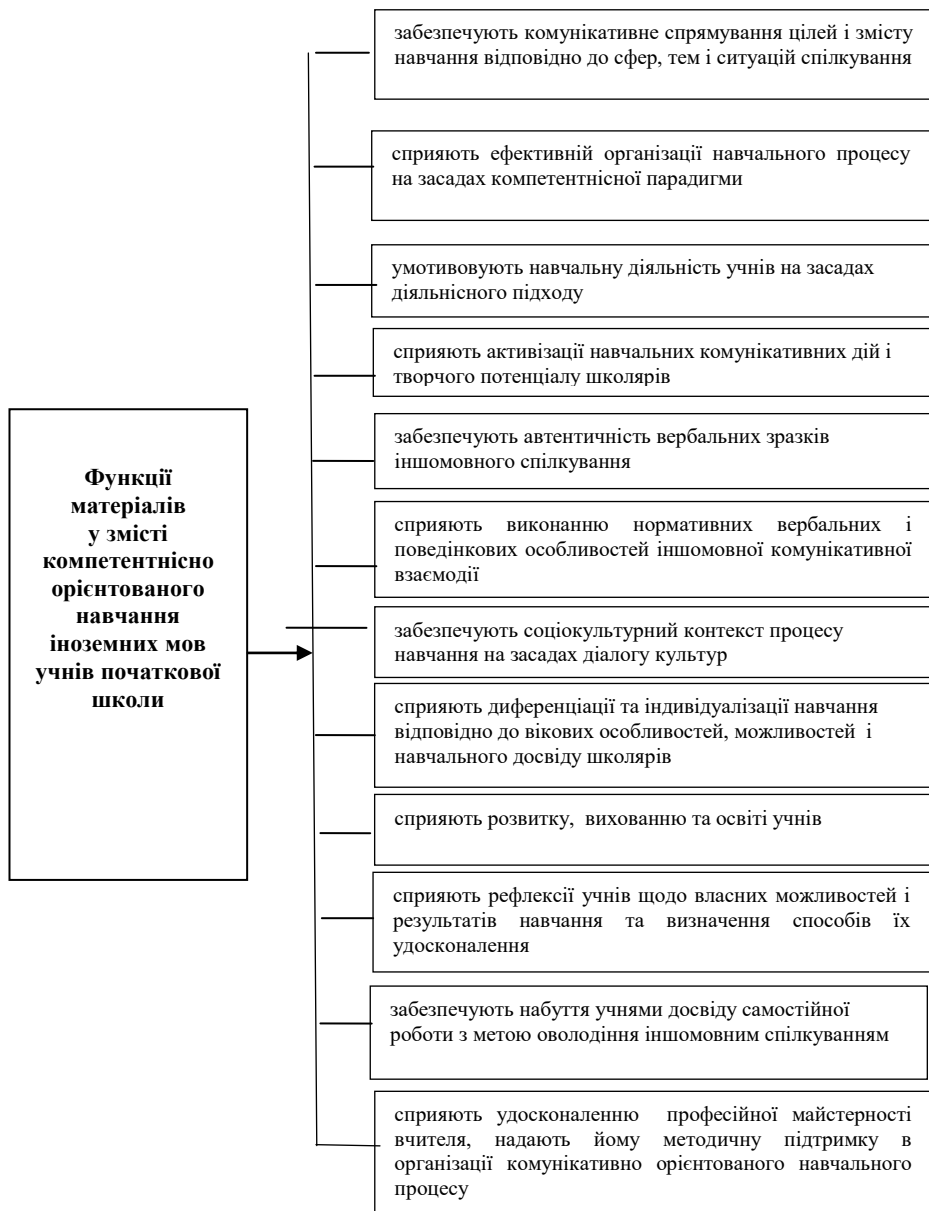 забезпечують комунікативне спрямування цілей і змісту
навчання відповідно до сфер, тем і ситуацій спілкування
сприяють ефективній організації навчального процесу
на засадах компетентнісної парадигми
умотивовують навчальну діяльність учнів на засадах
діяльнісного підходу
сприяють активізації навчальних комунікативних дій і
творчого потенціалу школярів
Функції
матеріалів
у змісті
компетентнісно
орієнтованого
навчання
іноземних мов
учнів початкової
школи
забезпечують автентичність вербальних зразків
іншомовного спілкування
сприяють виконанню нормативних вербальних і
поведінкових особливостей іншомовної комунікативної
взаємодії
забезпечують соціокультурний контекст процесу
навчання на засадах діалогу культур
сприяють диференціації та індивідуалізації навчання
відповідно до вікових особливостей, можливостей і
навчального досвіду школярів
сприяють розвитку, вихованню та освіті учнів
сприяють рефлексії учнів щодо власних можливостей і
результатів навчання та визначення способів їх
удосконалення
забезпечують набуття учнями досвіду самостійної
роботи з метою оволодіння іншомовним спілкуванням
сприяють удосконаленню професійної майстерності
вчителя, надають йому методичну підтримку в
організації комунікативно орієнтованого навчального
процесу